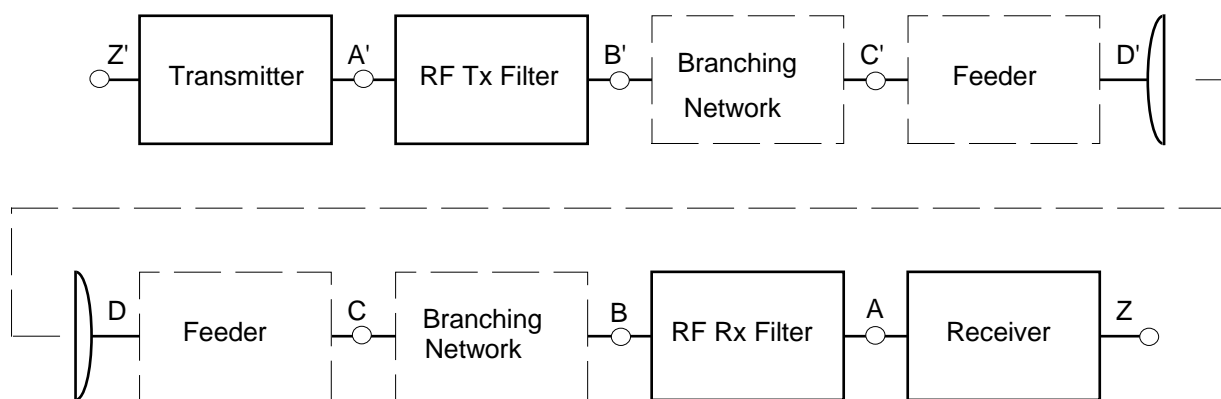 Z' Transmitter A' RF Tx Filter B' Branching Network C' Feeder D'
D Feeder C Branching Network B RF Rx Filter A Receiver Z